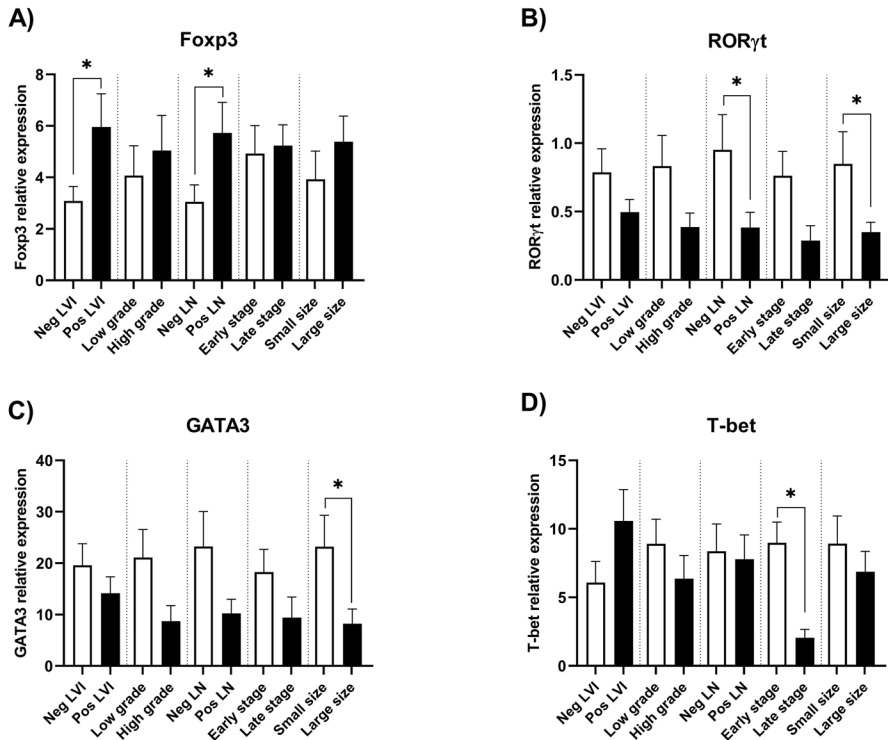 A)
Foxp3
Foxp3 relative expression
8
6
4
2
0
*
*
Neg LVI
Pos LVI
Low grade
High grade
Neg LN
Pos LN
Early stage
Late stage
Small size
Large size
B)
RORγt
RORγt relative expression
1.5
1.0
0.5
0.0
*
*
Neg LVI
Pos LVI
Low grade
High grade
Neg LN
Pos LN
Early stage
Late stage
Small size
Large size
C)
GATA3
GATA3 relative expression
40
30
20
10
0
*
Neg LVI
Pos LVI
Low grade
High grade
Neg LN
Pos LN
Early stage
Late stage
Small size
Large size
D)
T-bet
T-bet relative expression
15
10
5
0
*
Neg LVI
Pos LVI
Low grade
High grade
Neg LN
Pos LN
Early stage
Late stage
Small size
Large size